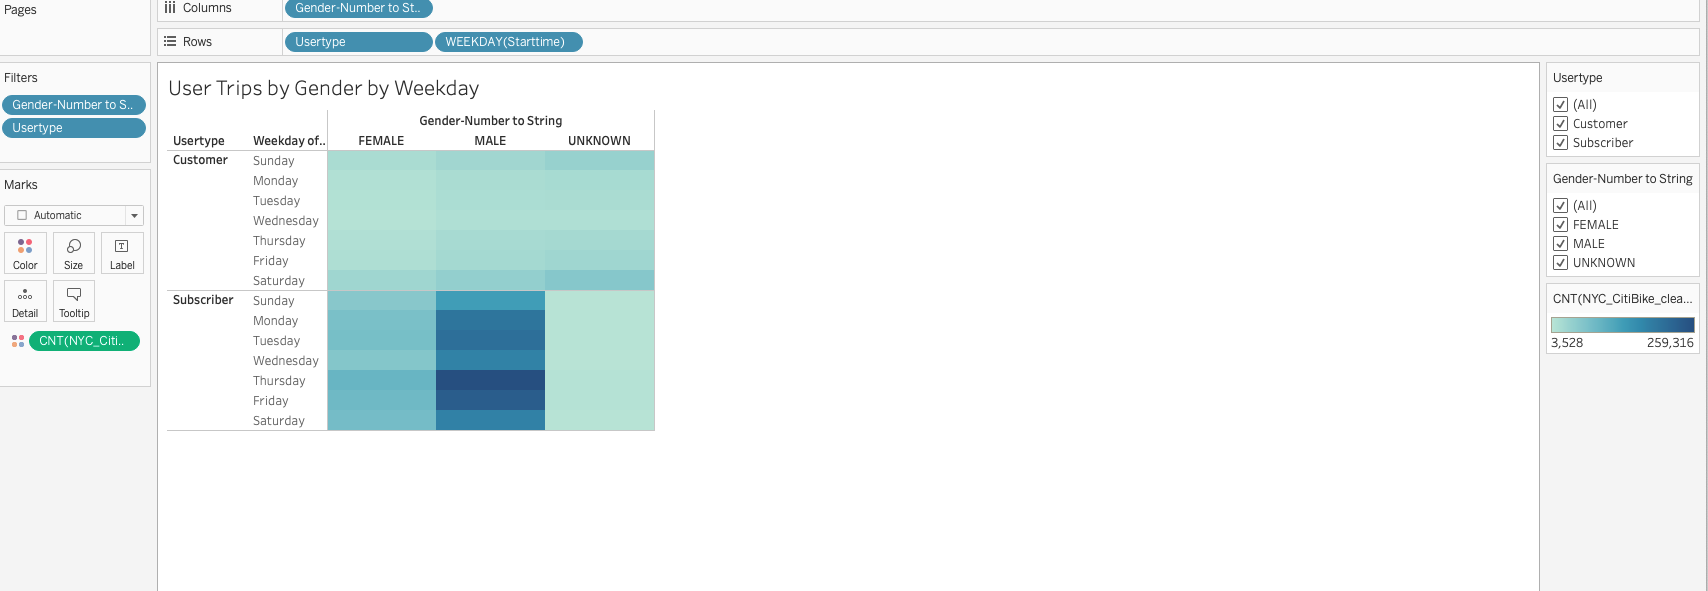 Pages
Columns
Gender-Number to St..
Rows
Usertype
WEEKDAY(Starttime)
Filters
Gender-Number to S..
Usertype
Marks
Automatic
Color
Size
Label
Detail
Tooltip
CNT(NYC_Citi..
User Trips by Gender by Weekday
Gender-Number to String
Usertype Weekday of.. FEMALE MALE UNKNOWN
Customer Sunday
Monday
Tuesday
Wednesday
Thursday
Friday
Saturday
Subscriber Sunday
Monday
Tuesday
Wednesday
Thursday
Friday
Saturday
Usertype
(All)
Customer
Subscriber
Gender-Number to String
(All)
FEMALE
MALE
UNKNOWN
CNT(NYC_CitiBike_clea...
3,528 259,316